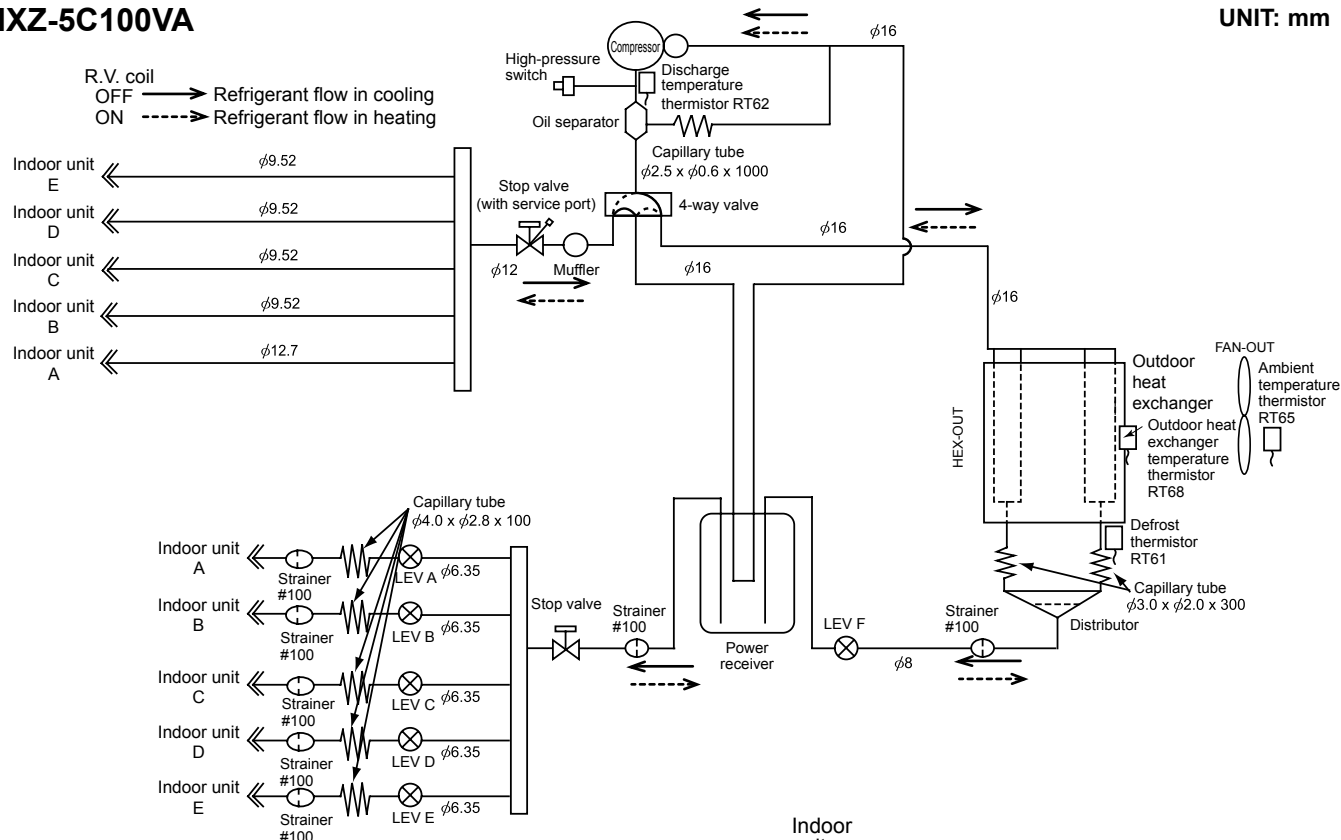 MXZ-5C100VA
UNIT: mm
R.V. coil
OFF
Refrigerant flow in cooling
ON
Refrigerant flow in heating
Compressor
High-pressure
switch
Discharge
temperature
thermistor RT62
Oil separator
Capillary tube
ϕ2.5 x ϕ0.6 x 1000
ϕ16
Stop valve
(with service port)
4-way valve
Muffler
ϕ12
ϕ16
ϕ16
ϕ16
Indoor unit
E
ϕ9.52
Indoor unit
D
ϕ9.52
Indoor unit
C
ϕ9.52
Indoor unit
B
ϕ9.52
Indoor unit
A
ϕ12.7
FAN-OUT
HEX-OUT
Outdoor
heat
exchanger
Ambient
temperature
thermistor
RT65
Outdoor heat
exchanger
temperature
thermistor
RT68
Defrost
thermistor
RT61
Capillary tube
ϕ3.0 x ϕ2.0 x 300
Distributor
Strainer
#100
ϕ8
LEV F
Power
receiver
Strainer
#100
Stop valve
Capillary tube
ϕ4.0 x ϕ2.8 x 100
Indoor unit
A
Strainer
#100
LEV A
ϕ6.35
Indoor unit
B
Strainer
#100
LEV B
ϕ6.35
Indoor unit
C
Strainer
#100
LEV C
ϕ6.35
Indoor unit
D
Strainer
#100
LEV D
ϕ6.35
Indoor unit
E
Strainer
#100
LEV E
ϕ6.35
Indoor